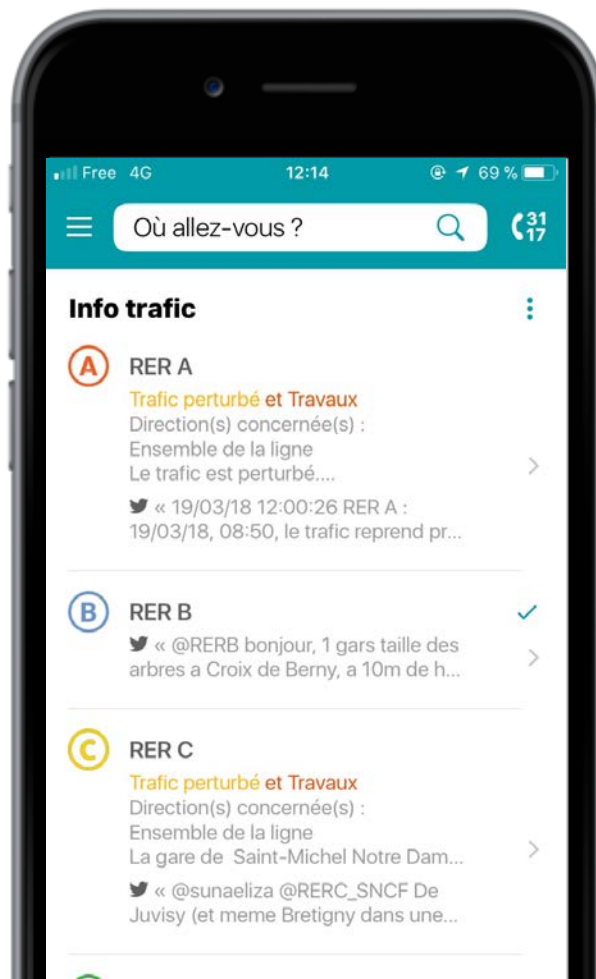 Free 4G 12:14 69 %
Où allez-vous ? 31 17
Info trafic
A RER A
Trafic perturbé et Travaux
Direction(s) concernée(s) :
Ensemble de la ligne
Le trafic est perturbé....
« 19/03/18 12:00:26 RER A :
19/03/18, 08:50, le trafic reprend pr...
B RER B
« @RERB bonjour, 1 gars taille des
arbres a Croix de Berny, a 10m de h...
C RER C
Trafic perturbé et Travaux
Direction(s) concernée(s) :
Ensemble de la ligne
La gare de Saint-Michel Notre Dam...
« @sunaeliza @RERC_SNCF De
Juvisy (et meme Bretigny dans une...